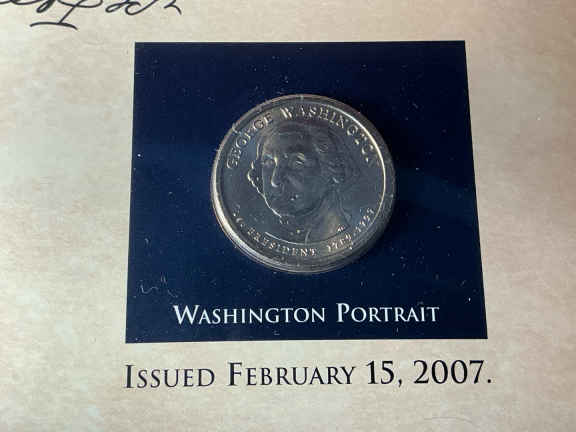 GEORGE WASHINGTON
1st PRESIDENT 1789-1797
WASHINGTON PORTRAIT
ISSUED FEBRUARY 15, 2007.